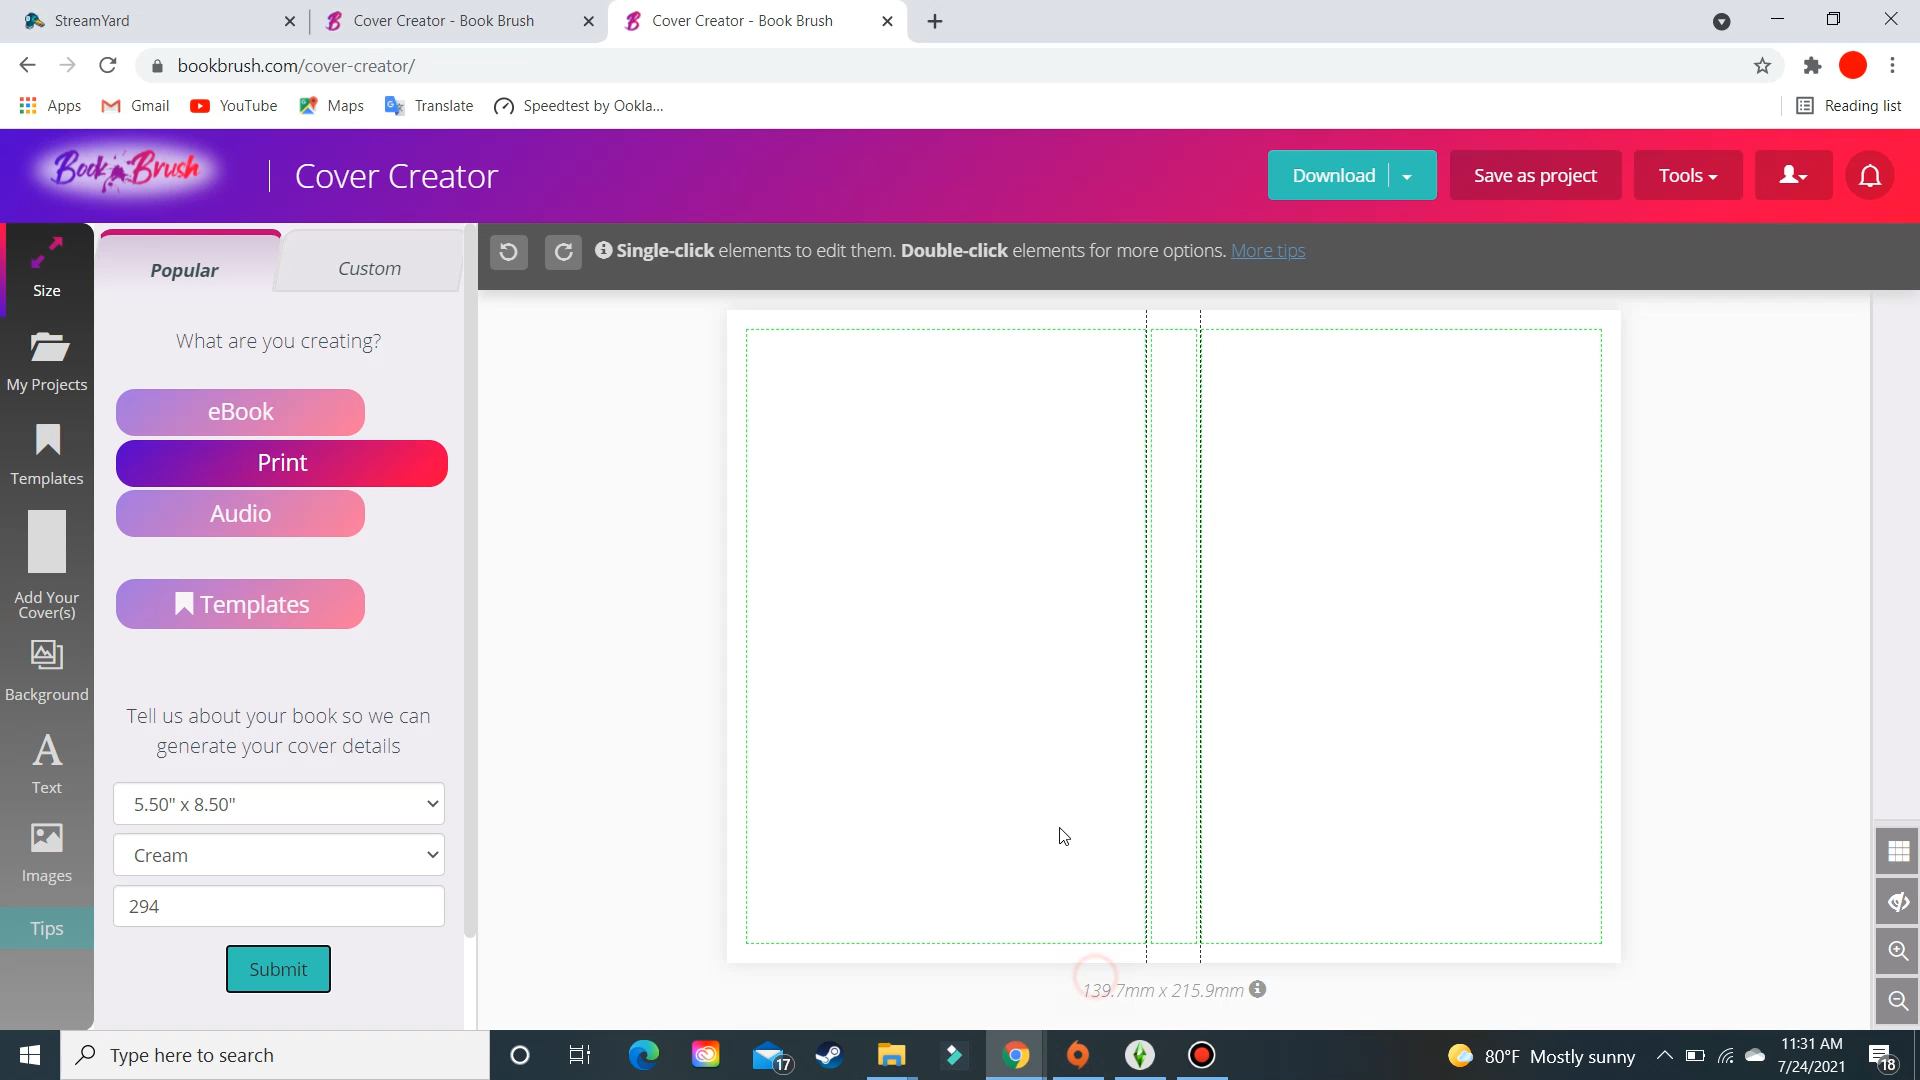 StreamYard
Cover Creator - Book Brush
Cover Creator - Book Brush
bookbrush.com/cover-creator/
Apps
Gmail
YouTube
Maps
Translate
Speedtest by Ookla...
Reading list
Book Brush
Cover Creator
Download
Save as project
Tools
Size
My Projects
Templates
Add Your
Cover(s)
Background
Text
Images
Tips
Popular
Custom
What are you creating?
eBook
Print
Audio
Templates
Tell us about your book so we can
generate your cover details
5.50" x 8.50"
Cream
294
Submit
Single-click elements to edit them. Double-click elements for more options. More tips
139.7mm x 215.9mm
Type here to search
17
80°F Mostly sunny
11:31 AM
7/24/2021
18